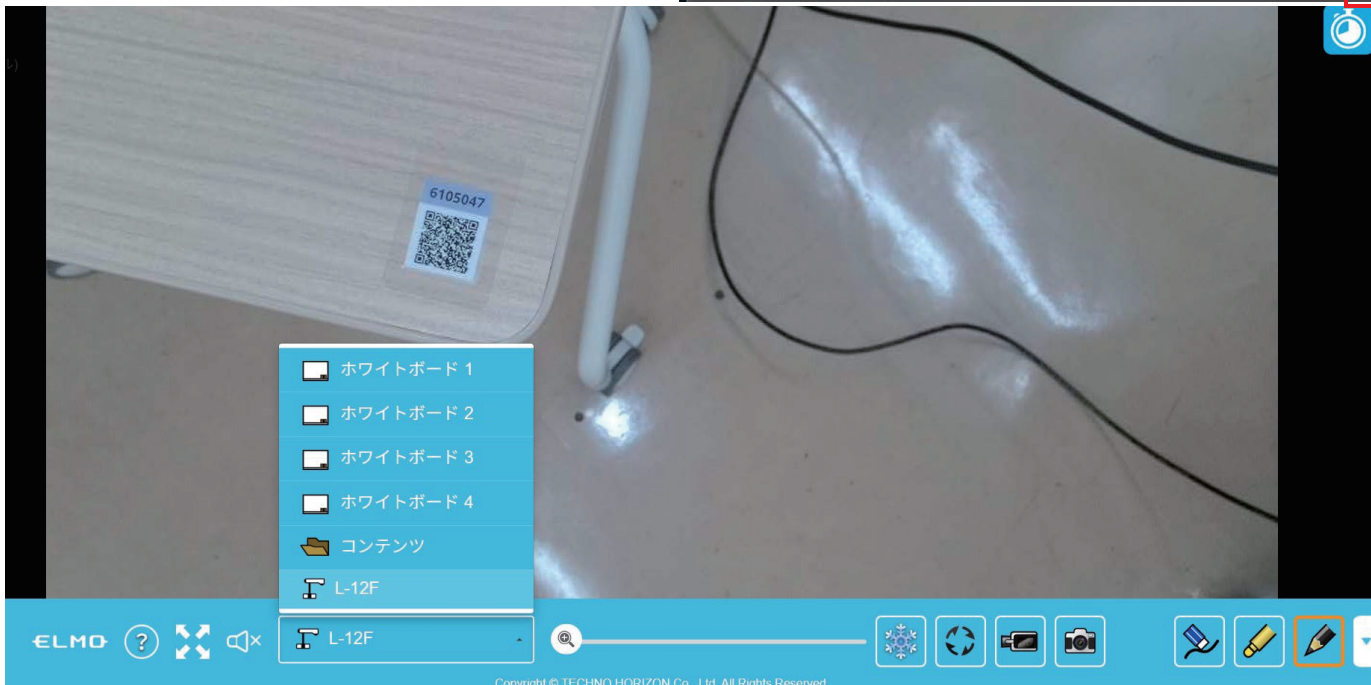 ル)
6105047
ホワイトボード 1
ホワイトボード 2
ホワイトボード 3
ホワイトボード 4
コンテンツ
L-12F
ELMO
?
L-12F
Copyright © TECHNO HORIZON Co., Ltd. All Rights Reserved.